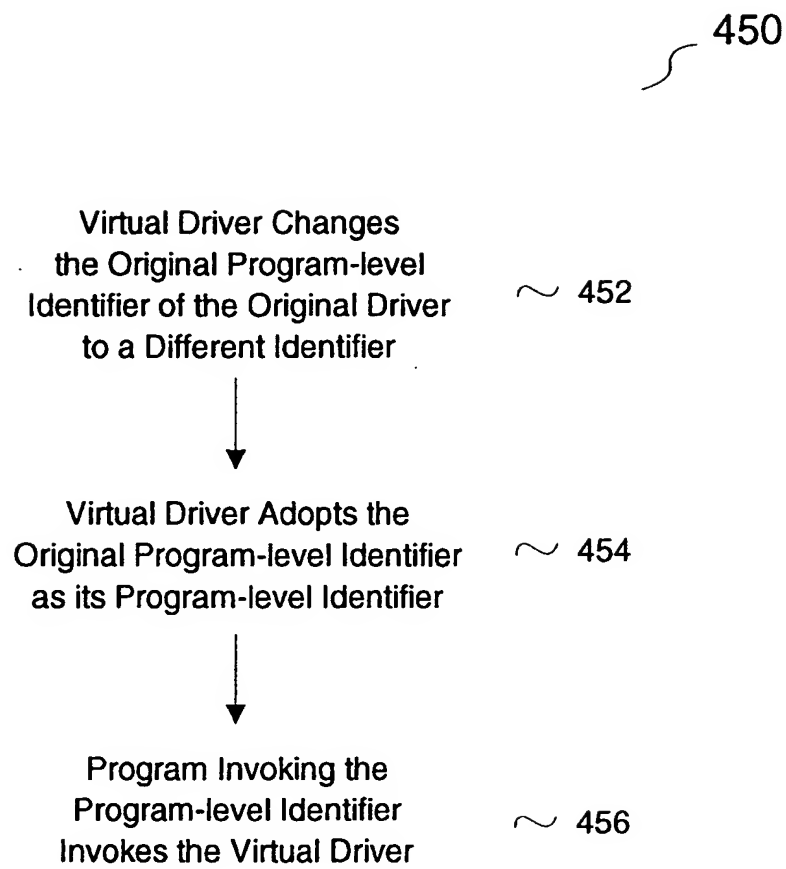 450
Virtual Driver Changes
the Original Program-level
Identifier of the Original Driver
to a Different Identifier
452
Virtual Driver Adopts the
Original Program-level Identifier
as its Program-level Identifier
454
Program Invoking the
Program-level Identifier
Invokes the Virtual Driver
456